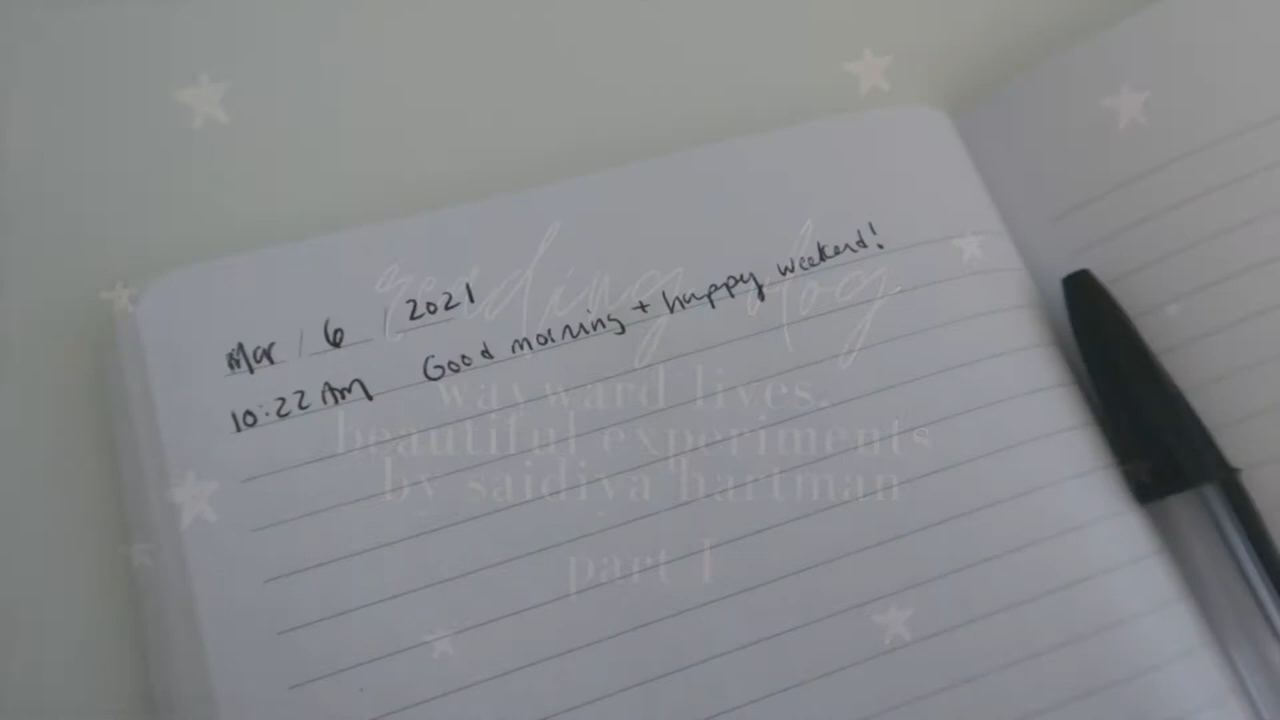 Mar / 6 / 2021
10:22 AM Good morning + happy weekend!
reading vlog
wayward lives,
beautiful experiments
by saidiya hartman
part 1